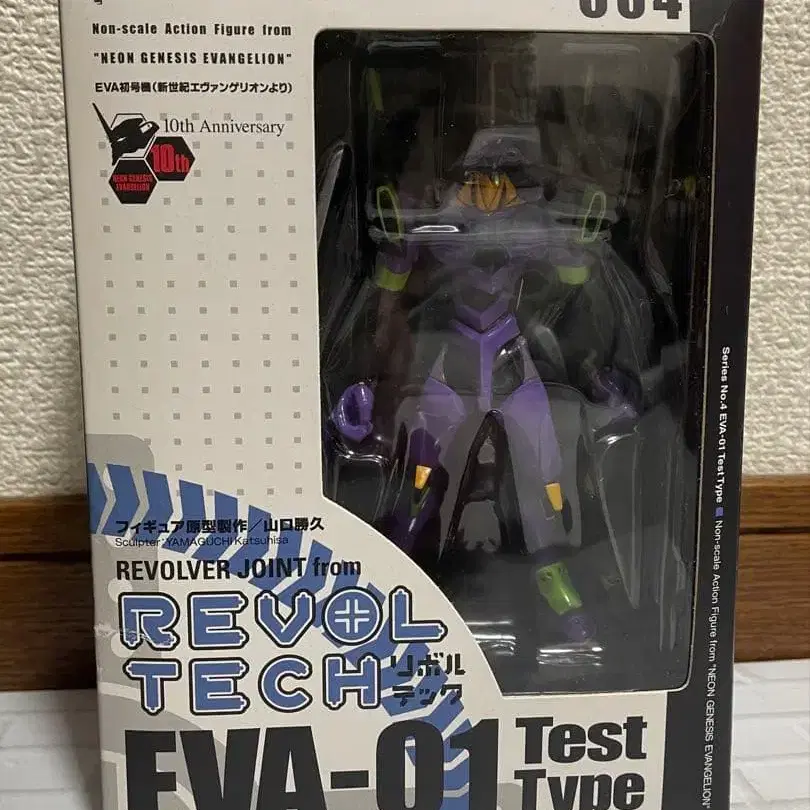 004
Non-scale Action Figure from
"NEON GENESIS EVANGELION"
EVA初号機(新世紀エヴァンゲリオンより)
10th Anniversary
10th
NEON GENESIS
EVANGELION
フィギュア原型製作／山口勝久
Sculptor:YAMAGUCHI Katsuhisa
REVOLVER JOINT from
REVOL
TECH リボル
テック
EVA-01 Test
Type
Series No.4 EVA-01 Test Type ■ Non-scale Action Figure from "NEON GENESIS EVANGELION"